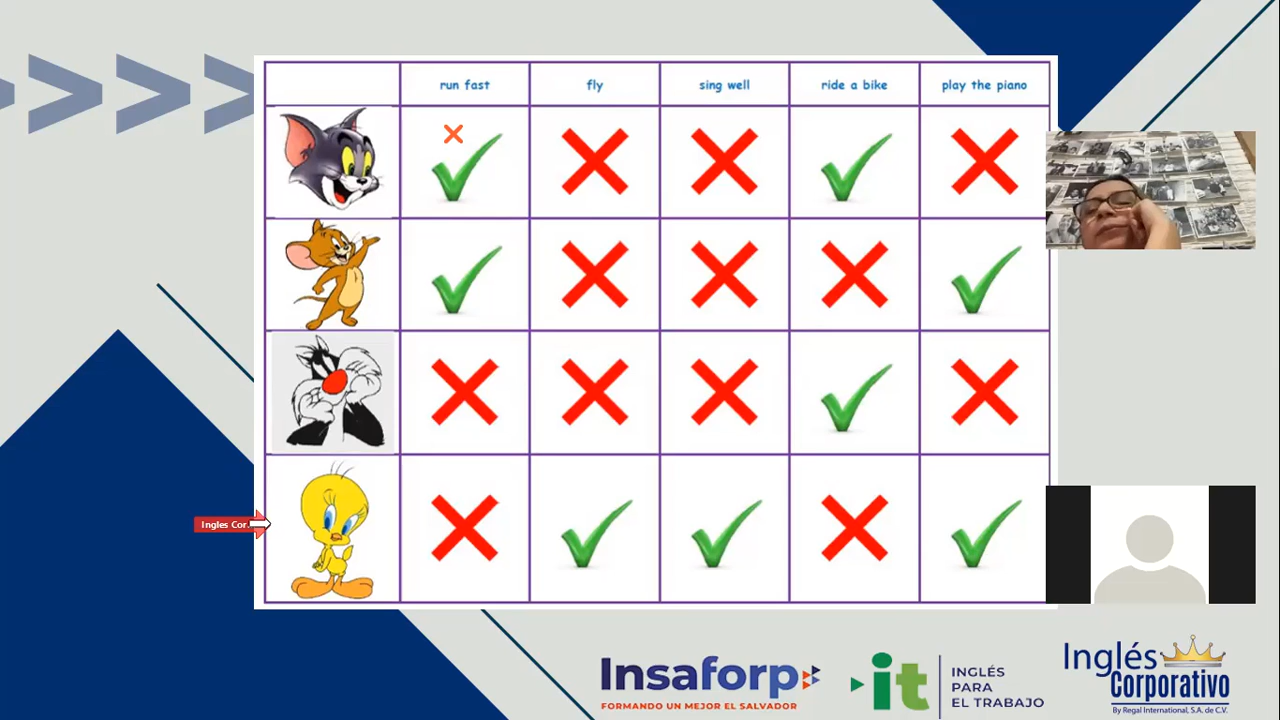 run fast
fly
sing well
ride a bike
play the piano
Ingles Cor...
Insaforp
FORMANDO UN MEJOR EL SALVADOR
it
INGLÉS
PARA
EL TRABAJO
Inglés
Corporativo
By Regal International, S.A. de C.V.